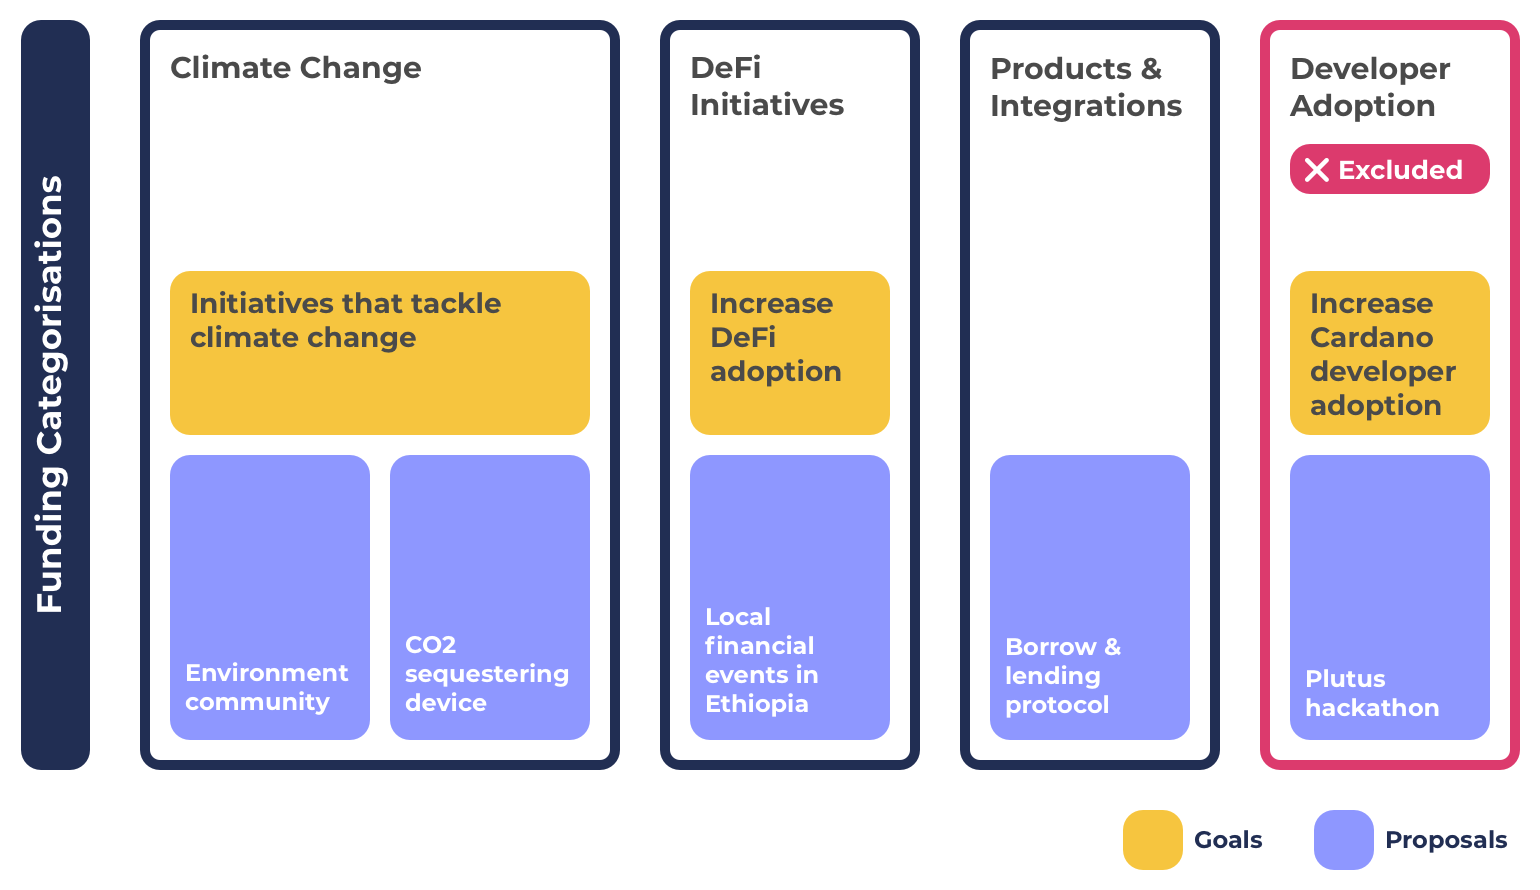 Funding Categorisations
Climate Change
Initiatives that tackle
climate change
Environment
community
CO2
sequestering
device
DeFi
Initiatives
Increase
DeFi
adoption
Local
financial
events in
Ethiopia
Products &
Integrations
Borrow &
lending
protocol
Developer
Adoption
Excluded
Increase
Cardano
developer
adoption
Plutus
hackathon
Goals
Proposals